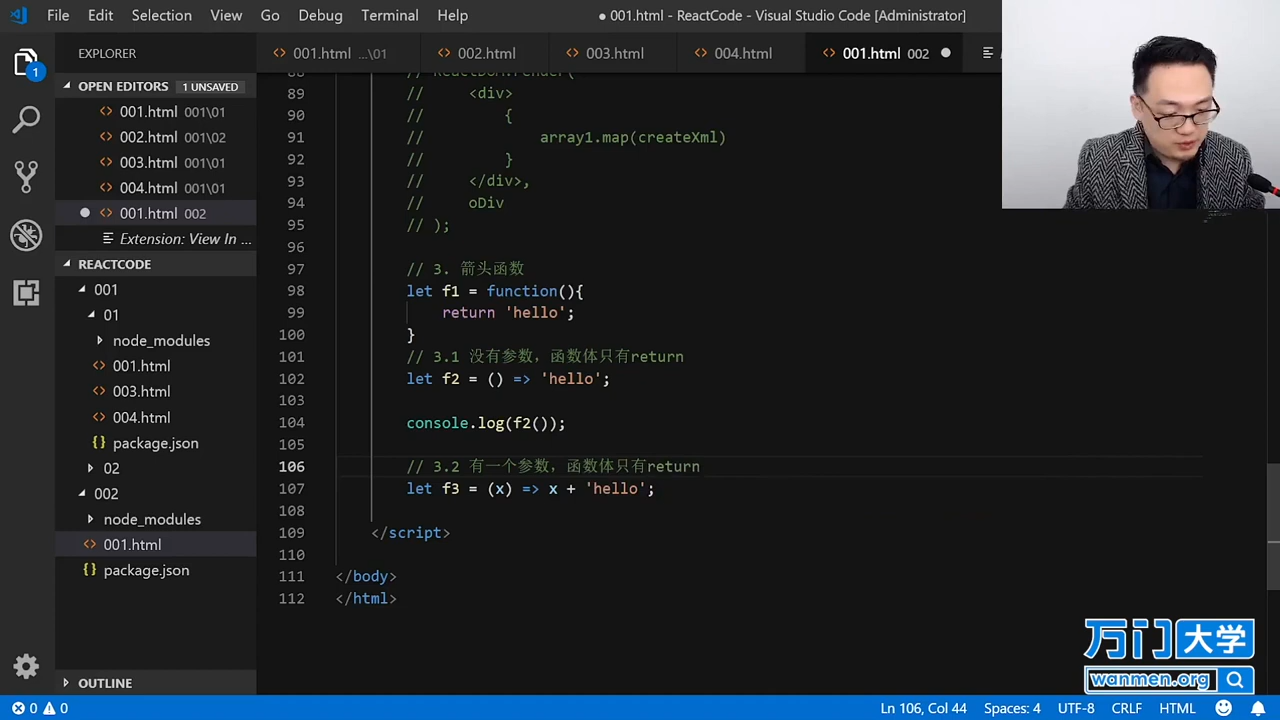 File Edit Selection View Go Debug Terminal Help
● 001.html - ReactCode - Visual Studio Code [Administrator]
EXPLORER
001.html ...\01
002.html
003.html
004.html
001.html 002
1
OPEN EDITORS 1 UNSAVED
001.html 001\01
002.html 001\02
003.html 001\01
004.html 001\01
001.html 002
Extension: View In ...
REACTCODE
001
01
node_modules
001.html
003.html
004.html
package.json
02
002
node_modules
001.html
package.json
OUTLINE
88 // ReactDOM.render(
89 // <div>
90 // {
91 // array1.map(createXml)
92 // }
93 // </div>,
94 // oDiv
95 // );
96
97 // 3. 箭头函数
98 let f1 = function(){
99 return 'hello';
100 }
101 // 3.1 没有参数，函数体只有return
102 let f2 = () => 'hello';
103
104 console.log(f2());
105
106 // 3.2 有一个参数，函数体只有return
107 let f3 = (x) => x + 'hello';
108
109 </script>
110
111 </body>
112 </html>
万门大学
wanmen.org
0 0
Ln 106, Col 44 Spaces: 4 UTF-8 CRLF HTML